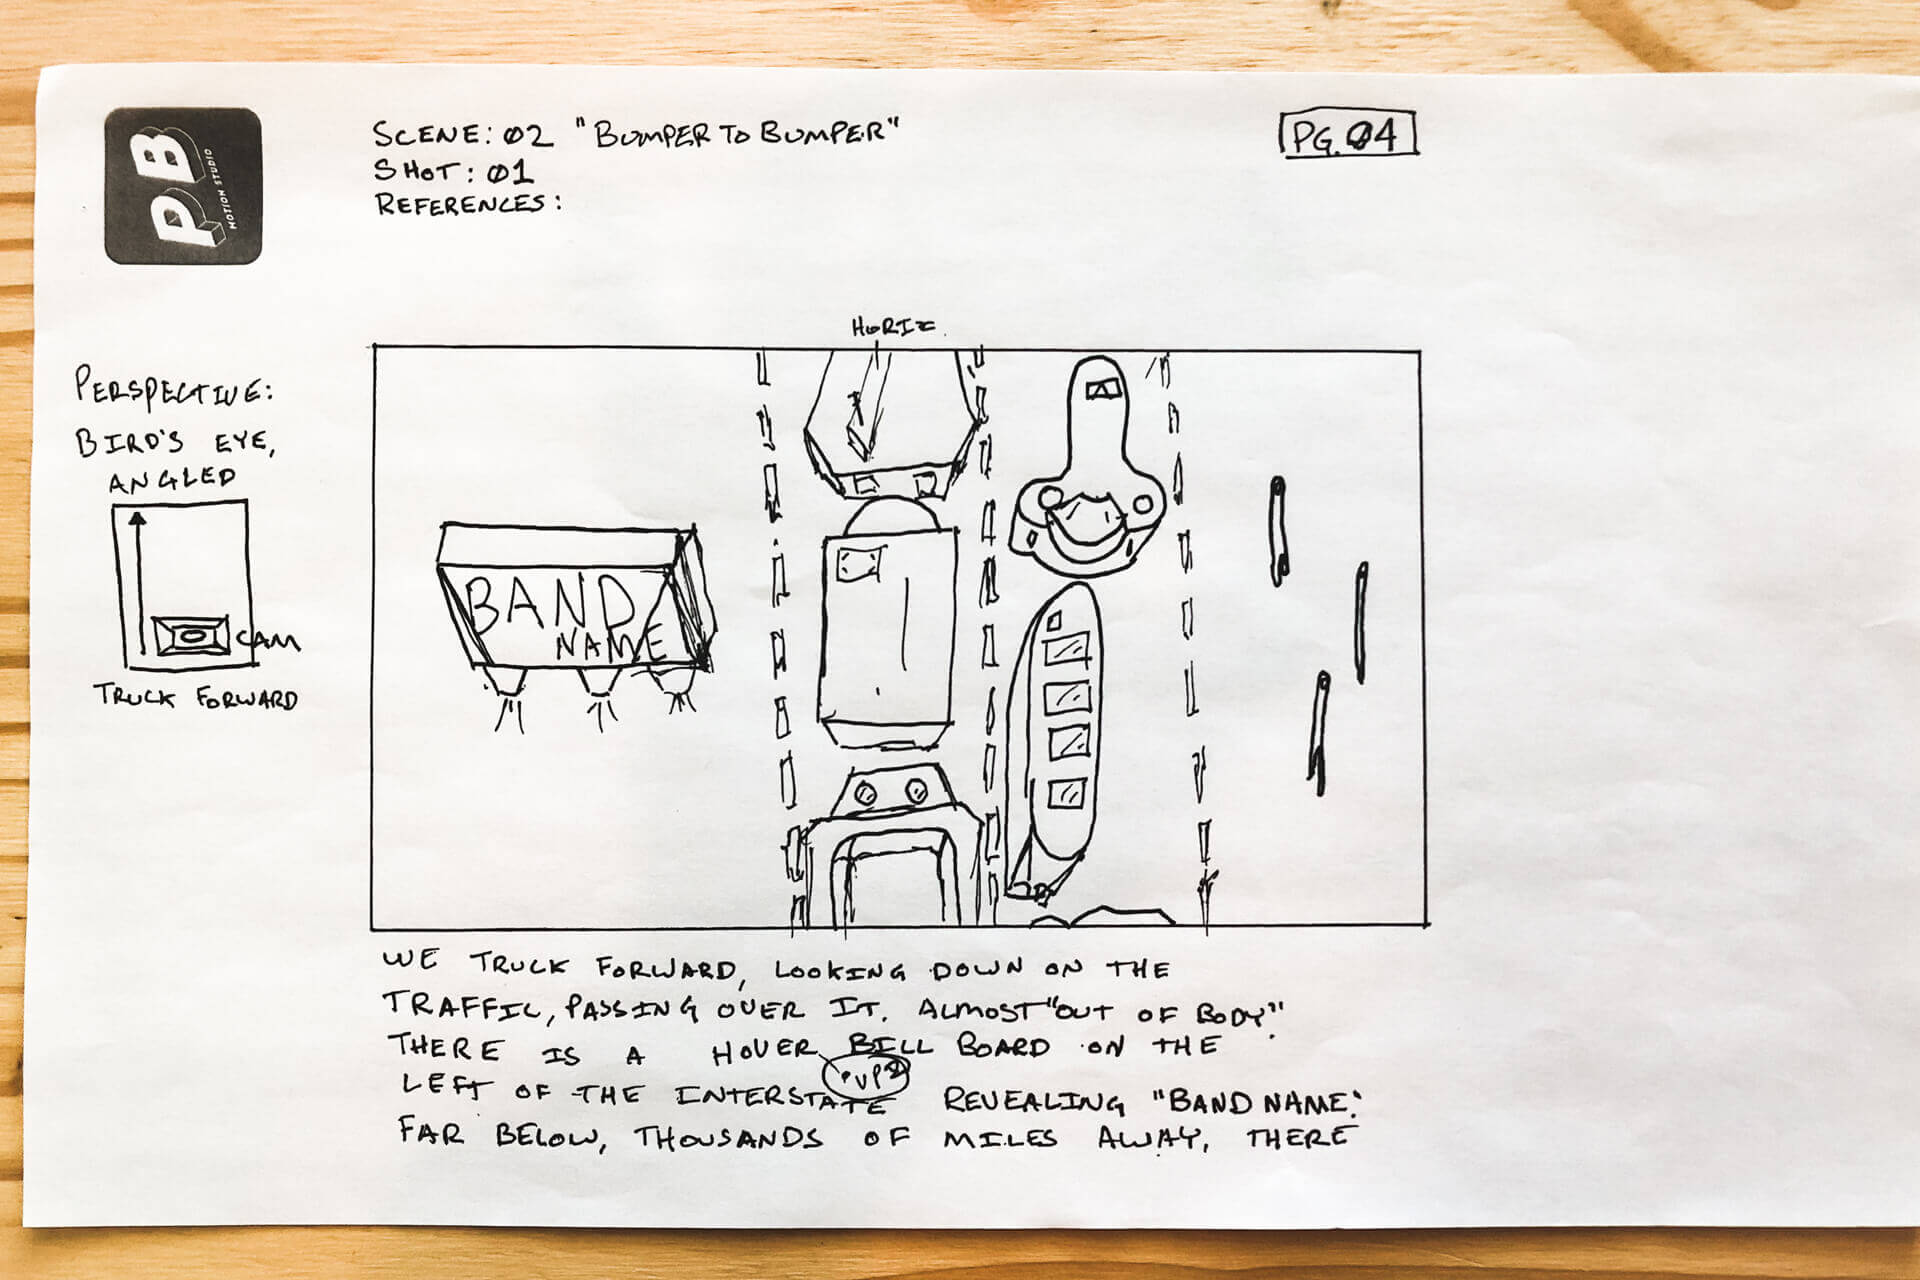 PB
MOTION STUDIO
SCENE: 02 "BUMPER TO BUMPER"
SHOT: 01
REFERENCES:
PG. 04
PERSPECTIVE:
BIRD'S EYE,
ANGLED
CAM
TRUCK FORWARD
HORIZ.
BAND
NAME
WE TRUCK FORWARD, LOOKING DOWN ON THE
TRAFFIC, PASSING OVER IT. ALMOST "OUT OF BODY".
THERE IS A HOVER BILL BOARD ON THE
LEFT OF THE INTERSTATE REVEALING "BAND NAME".
FAR BELOW, THOUSANDS OF MILES AWAY, THERE